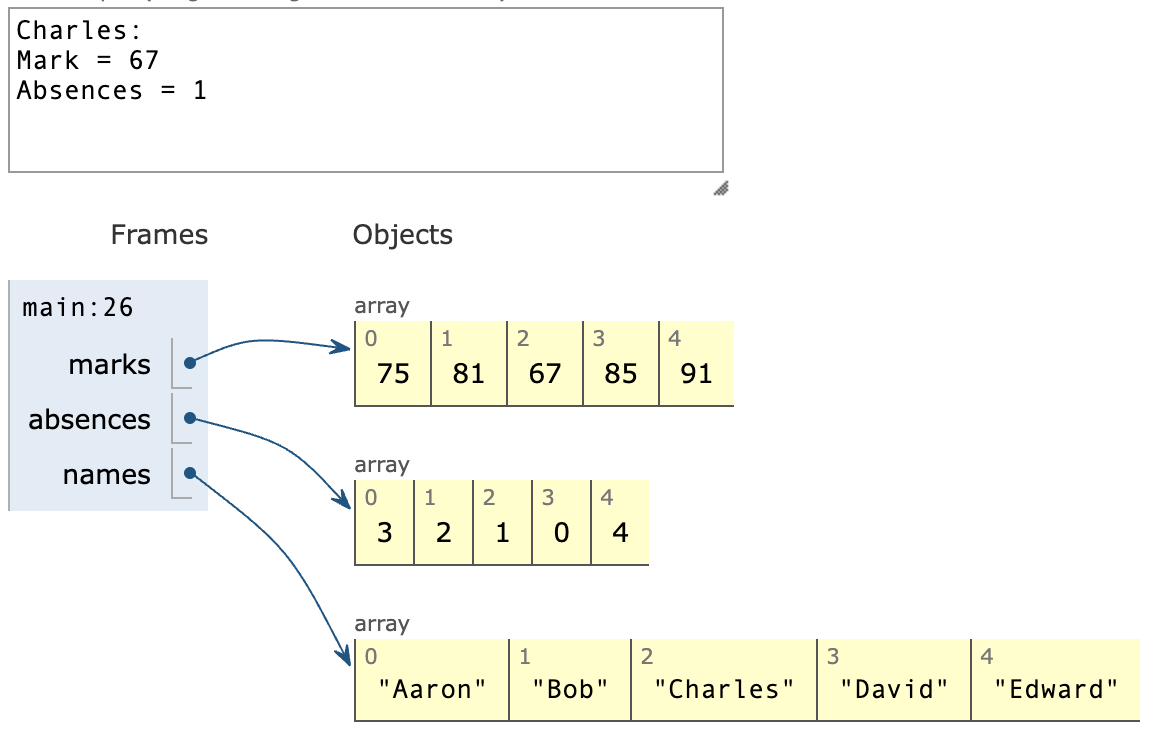 Charles:
Mark = 67
Absences = 1
Frames
Objects
main:26
marks
absences
names
array
0 1 2 3 4
75 81 67 85 91
array
0 1 2 3 4
3 2 1 0 4
array
0 1 2 3 4
"Aaron" "Bob" "Charles" "David" "Edward"